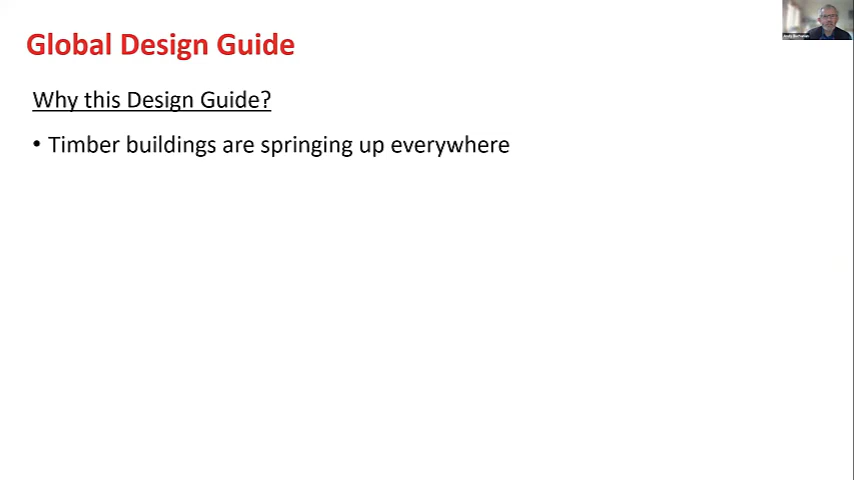 Global Design Guide
Why this Design Guide?
• Timber buildings are springing up everywhere